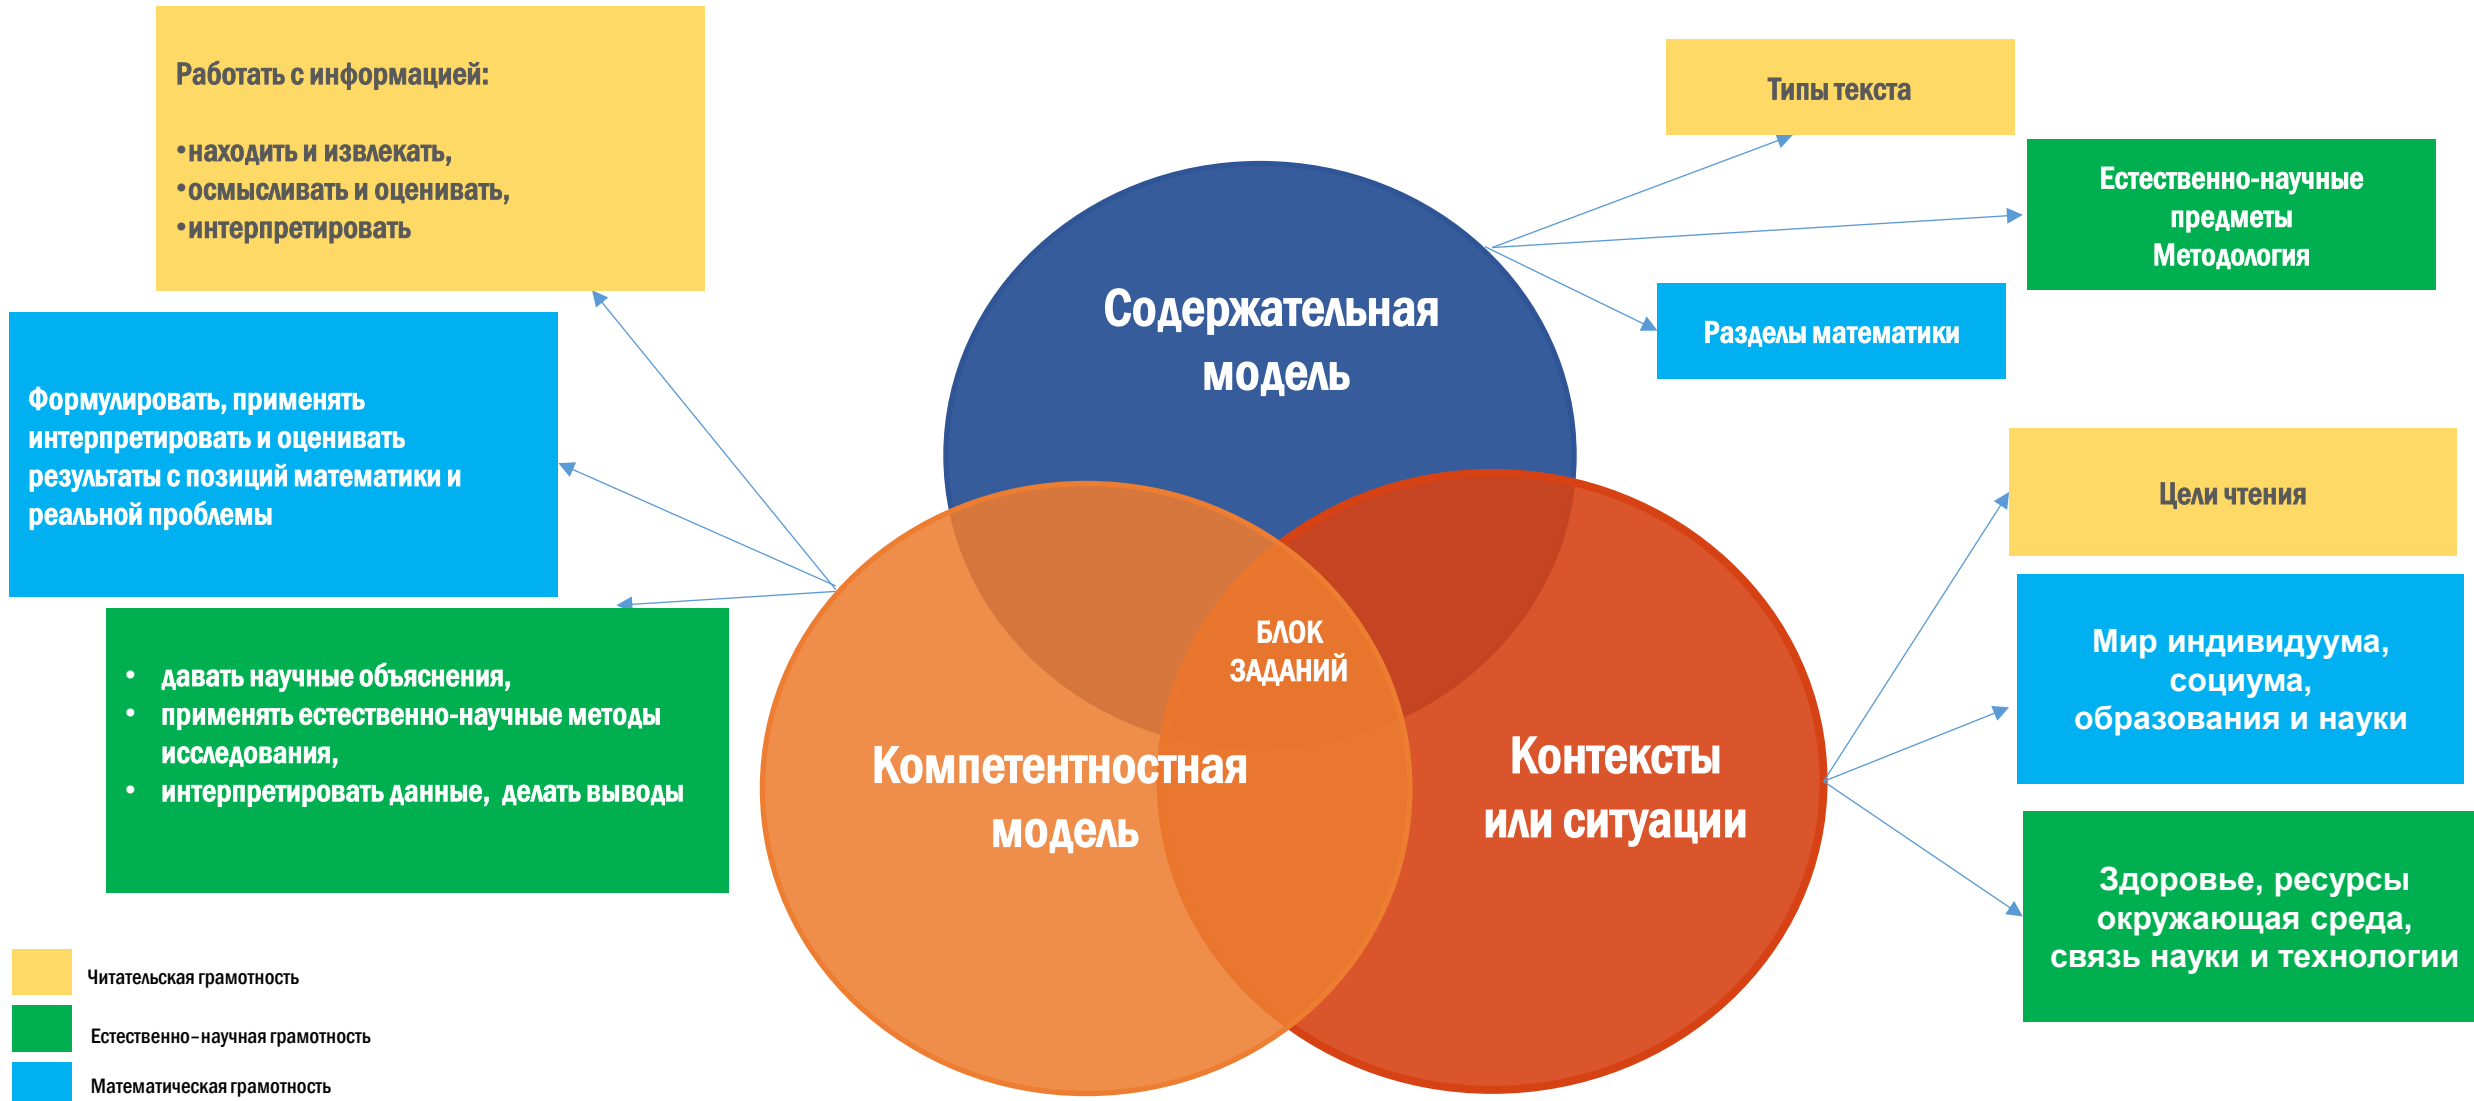 Работать с информацией:
•находить и извлекать,
•осмысливать и оценивать,
•интерпретировать
Формулировать, применять
интерпретировать и оценивать
результаты с позиций математики и
реальной проблемы
• давать научные объяснения,
• применять естественно-научные методы
исследования,
• интерпретировать данные, делать выводы
Содержательная
модель
БЛОК
ЗАДАНИЙ
Компетентностная
модель
Контексты
или ситуации
Типы текста
Естественно-научные
предметы
Методология
Разделы математики
Цели чтения
Мир индивидуума,
социума,
образования и науки
Здоровье, ресурсы
окружающая среда,
связь науки и технологии
Читательская грамотность
Естественно–научная грамотность
Математическая грамотность